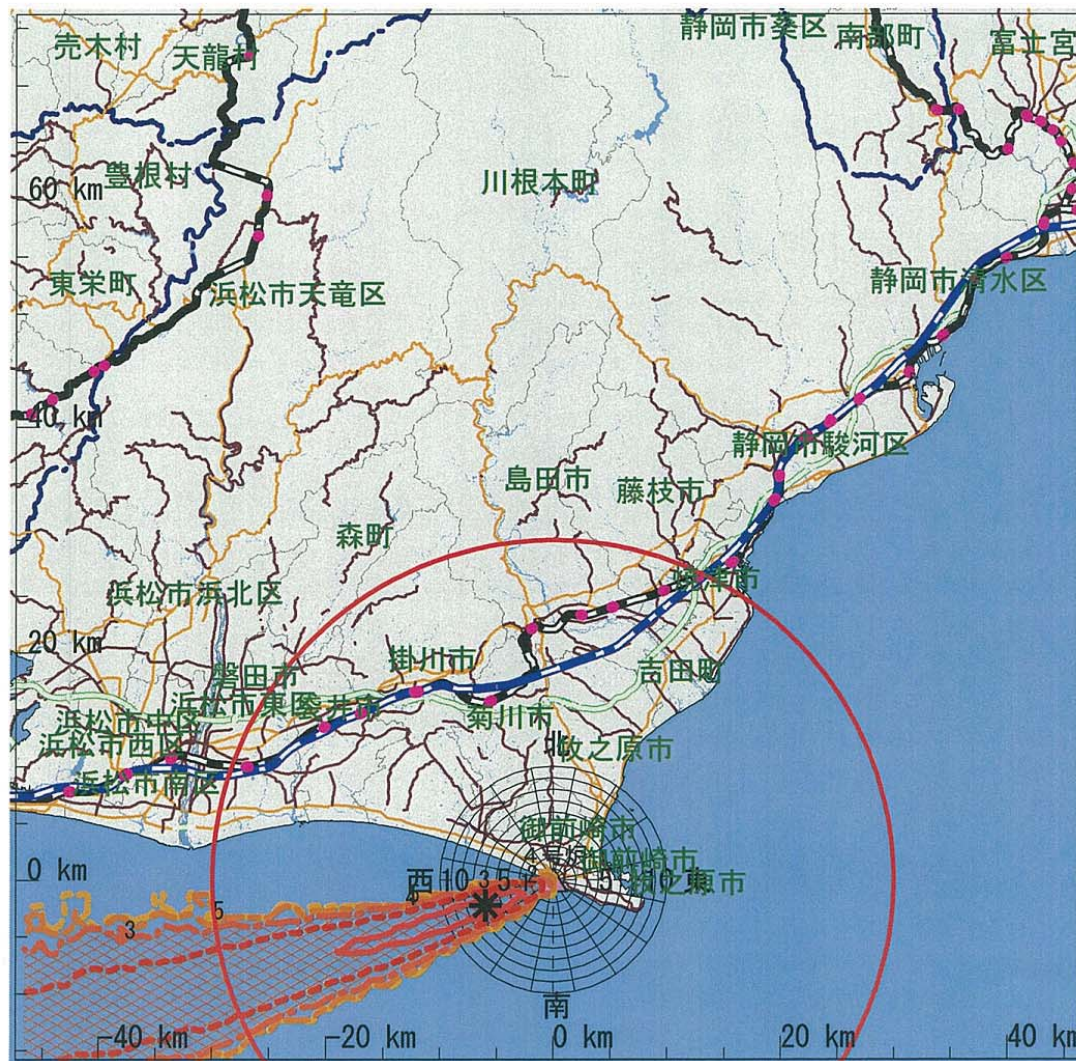 売木村
天龍村
静岡市葵区
南部町
富士宮
豊根村
60 km
川根本町
東栄町
浜松市天竜区
静岡市清水区
40 km
静岡市駿河区
島田市
藤枝市
森町
浜松市浜北区
焼津市
20 km
掛川市
磐田市
吉田町
浜松市東区
袋井市
菊川市
浜松市中区
浜松市西区
北
牧之原市
浜松市南区
御前崎市
4号炉
0 km
御前崎市
西
10
3
5
5
東
牧之原市
4
5
3
南
-40 km
-20 km
0 km
20 km
40 km